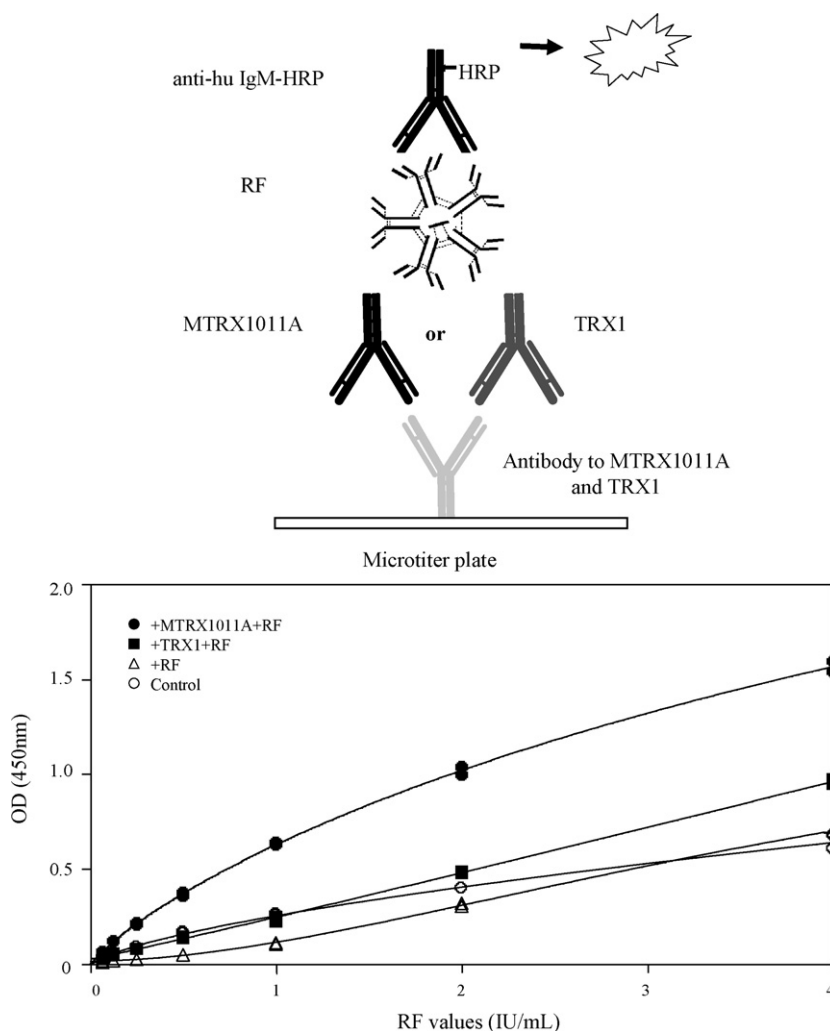 anti-hu IgM-HRP
HRP
RF
MTRX1011A
or
TRX1
Antibody to MTRX1011A
and TRX1
Microtiter plate
2.0
1.5
1.0
0.5
0
OD (450nm)
+MTRX1011A+RF
+TRX1+RF
+RF
Control
0 1 2 3 4
RF values (IU/mL)